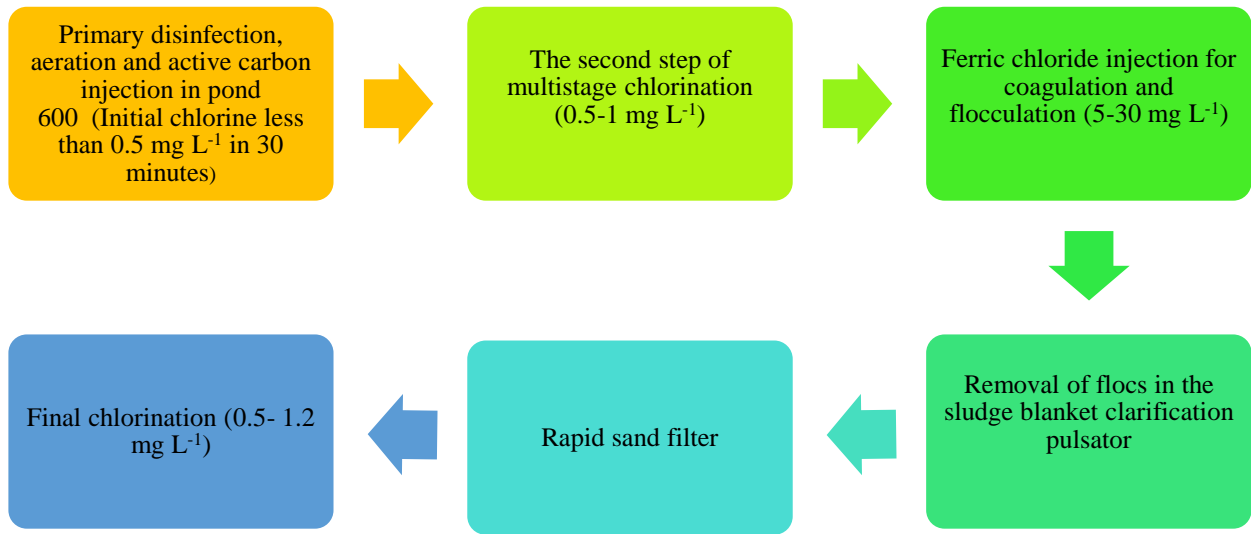 Primary disinfection,
aeration and active carbon
injection in pond
600 (Initial chlorine less
than 0.5 mg L⁻¹ in 30
minutes)
The second step of
multistage chlorination
(0.5-1 mg L⁻¹)
Ferric chloride injection for
coagulation and
flocculation (5-30 mg L⁻¹)
Removal of flocs in the
sludge blanket clarification
pulsator
Rapid sand filter
Final chlorination (0.5- 1.2
mg L⁻¹)